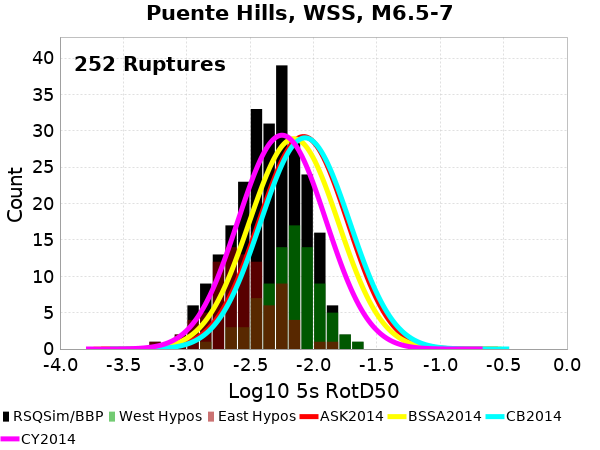 Puente Hills, WSS, M6.5-7
252 Ruptures
Count
40
35
30
25
20
15
10
5
0
-4.0 -3.5 -3.0 -2.5 -2.0 -1.5 -1.0 -0.5 0.0
Log10 5s RotD50
RSQSim/BBP West Hypos East Hypos ASK2014 BSSA2014 CB2014
CY2014